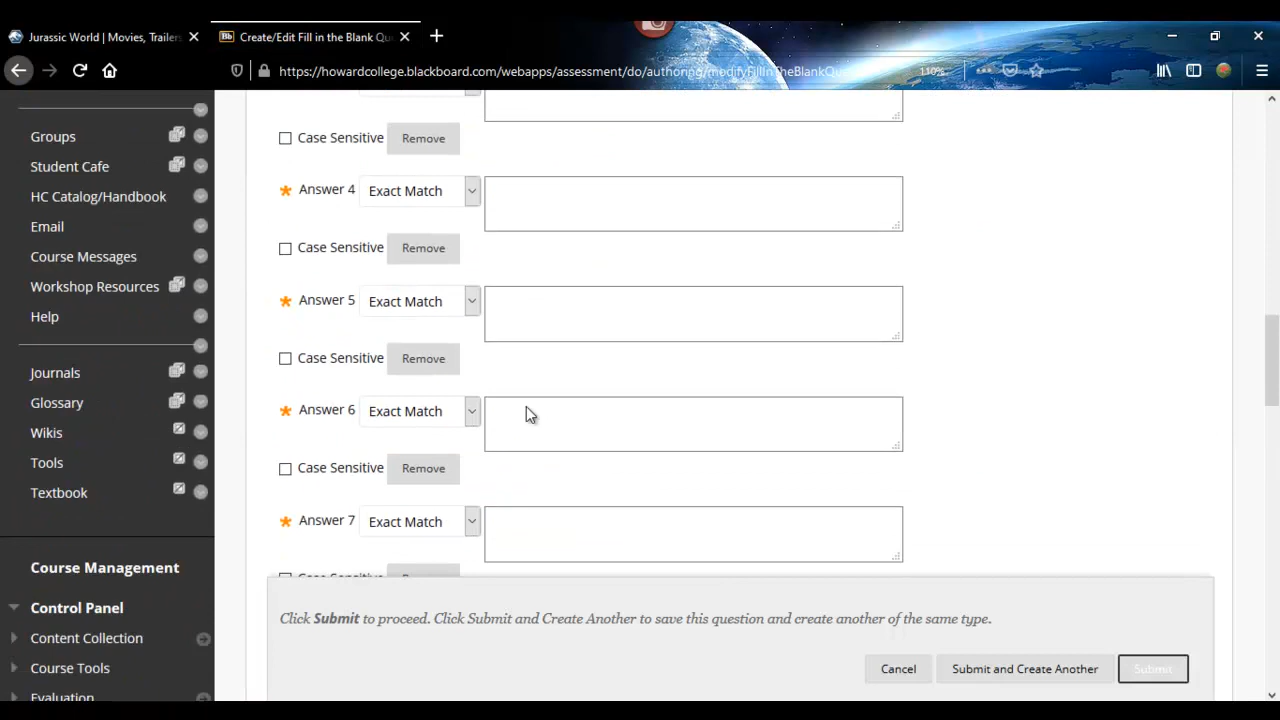 Jurassic World | Movies, Trailers
Bb Create/Edit Fill in the Blank Qu
https://howardcollege.blackboard.com/webapps/assessment/do/authoring/modifyFillInTheBlankQu
110%
Groups
Student Cafe
HC Catalog/Handbook
Email
Course Messages
Workshop Resources
Help
Journals
Glossary
Wikis
Tools
Textbook
Course Management
Control Panel
Content Collection
Course Tools
Evaluation
Case Sensitive Remove
Answer 4 Exact Match
Case Sensitive Remove
Answer 5 Exact Match
Case Sensitive Remove
Answer 6 Exact Match
Case Sensitive Remove
Answer 7 Exact Match
Click Submit to proceed. Click Submit and Create Another to save this question and create another of the same type.
Cancel Submit and Create Another Submit